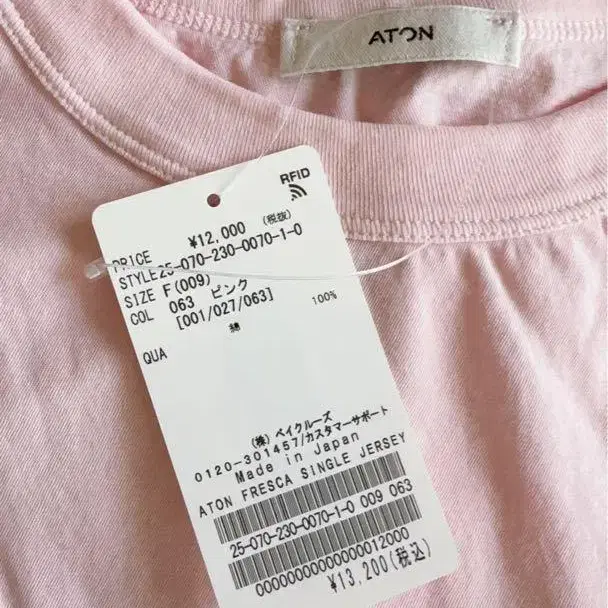 ATON
RFID
PRICE ¥12,000 (税抜)
STYLE25-070-230-0070-1-0
SIZE F(009)
COL 063 ピンク
[001/027/063]
QUA 綿 100%
(株) ベイクルーズ
0120-301457/カスタマーサポート
Made in Japan
ATON FRESCA SINGLE JERSEY
25-070-230-0070-1-0 009 063
00000000000000012000
¥13,200(税込)